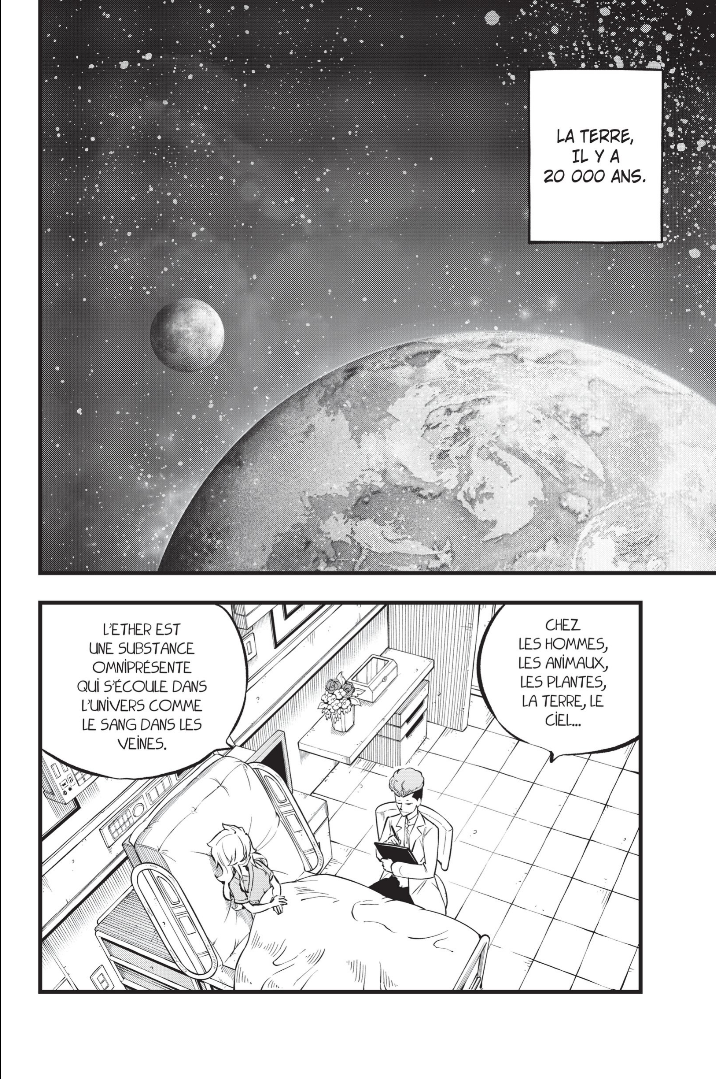 LA TERRE,
IL Y A
20 000 ANS.
L'ETHER EST
UNE SUBSTANCE
OMNIPRÉSENTE
QUI S'ÉCOULE DANS
L'UNIVERS COMME
LE SANG DANS LES
VEINES.
CHEZ
LES HOMMES,
LES ANIMAUX,
LES PLANTES,
LA TERRE, LE
CIEL...